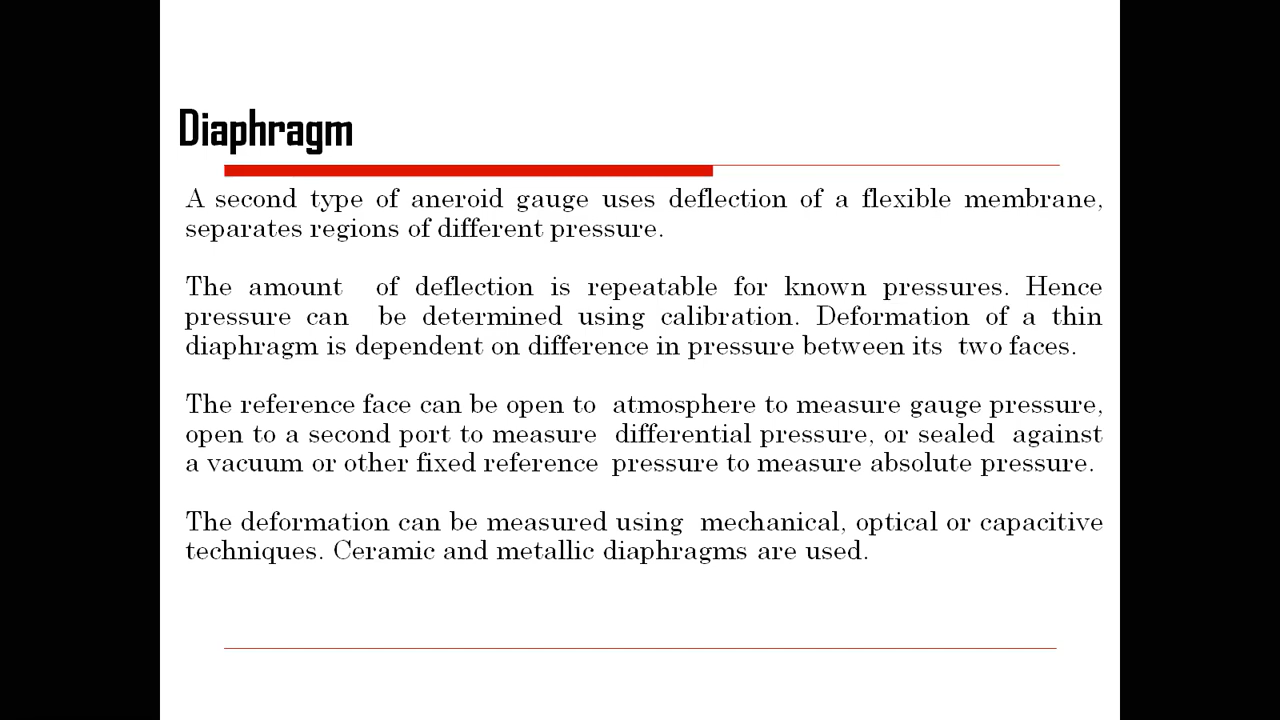 Diaphragm
A second type of aneroid gauge uses deflection of a flexible membrane,
separates regions of different pressure.
The amount of deflection is repeatable for known pressures. Hence
pressure can be determined using calibration. Deformation of a thin
diaphragm is dependent on difference in pressure between its two faces.
The reference face can be open to atmosphere to measure gauge pressure,
open to a second port to measure differential pressure, or sealed against
a vacuum or other fixed reference pressure to measure absolute pressure.
The deformation can be measured using mechanical, optical or capacitive
techniques. Ceramic and metallic diaphragms are used.